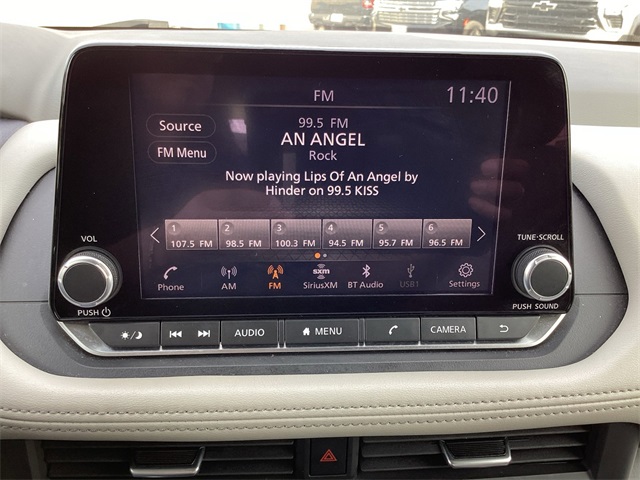 FM
11:40
Source
99.5 FM
AN ANGEL
FM Menu
Rock
Now playing Lips Of An Angel by
Hinder on 99.5 KISS
1 2 3 4 5 6
107.5 FM 98.5 FM 100.3 FM 94.5 FM 95.7 FM 96.5 FM
VOL
TUNE·SCROLL
sxm
Phone AM FM SiriusXM BT Audio USB1 Settings
PUSH
PUSH SOUND
AUDIO MENU CAMERA